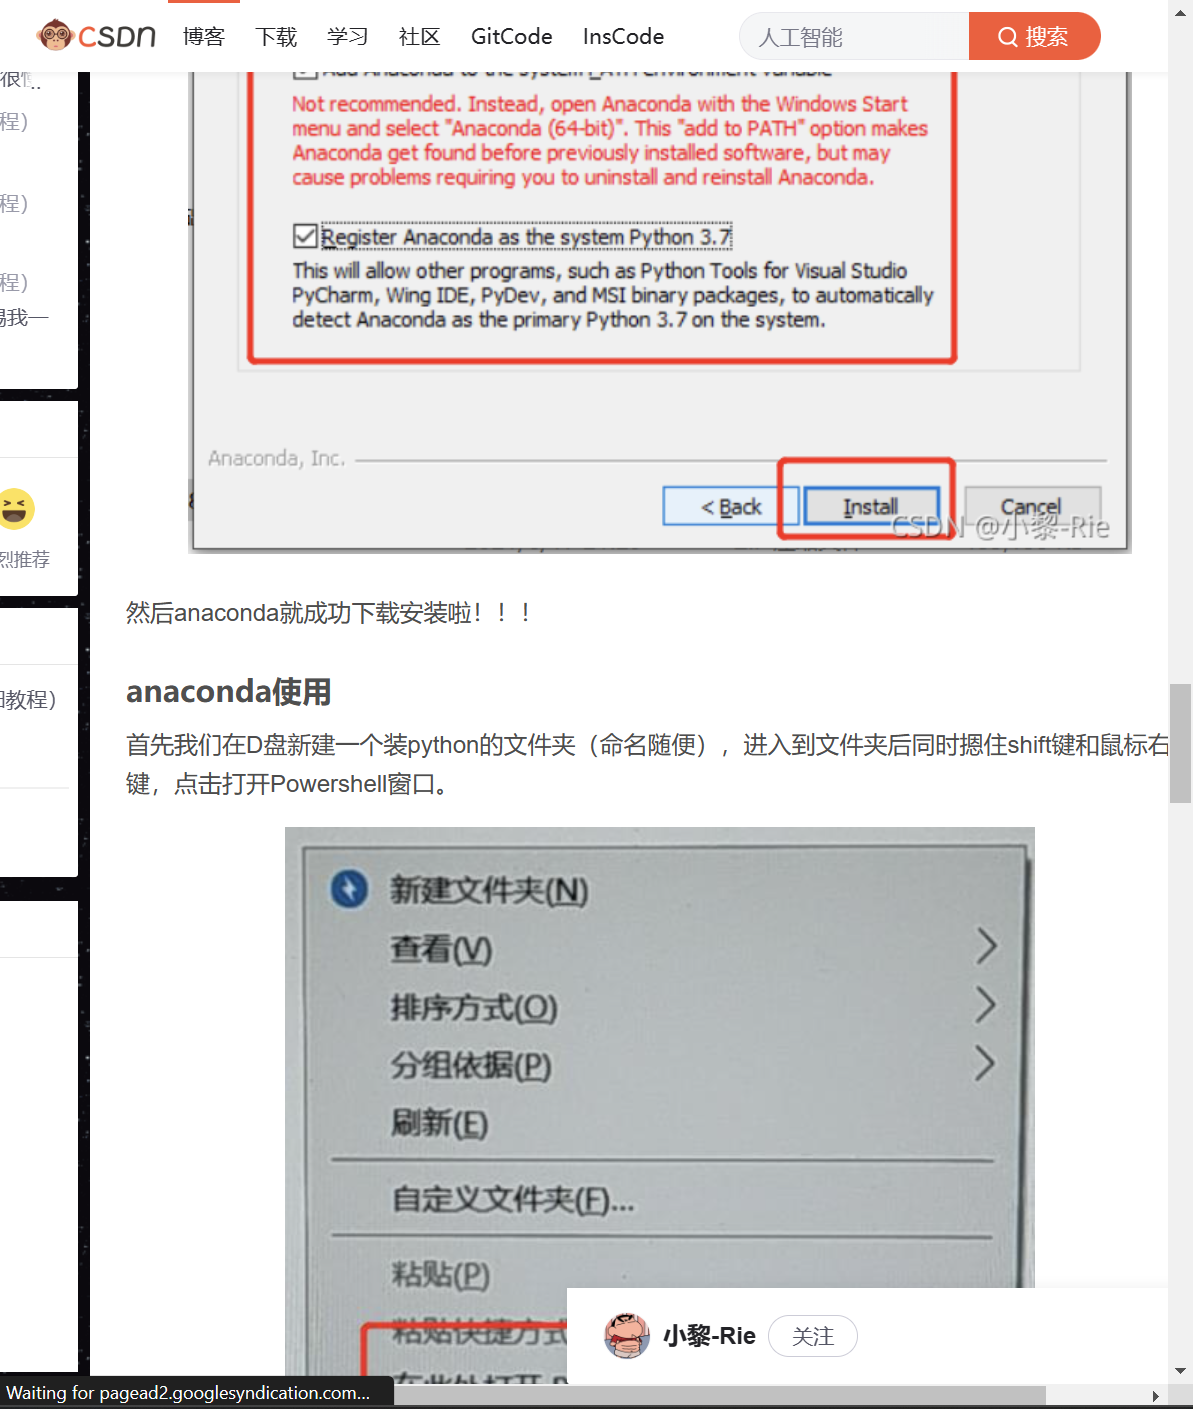 CSDN 博客 下载 学习 社区 GitCode InsCode 人工智能 搜索
Add Anaconda to the system PATH environment variable
Not recommended. Instead, open Anaconda with the Windows Start
menu and select "Anaconda (64-bit)". This "add to PATH" option makes
Anaconda get found before previously installed software, but may
cause problems requiring you to uninstall and reinstall Anaconda.
Register Anaconda as the system Python 3.7
This will allow other programs, such as Python Tools for Visual Studio
PyCharm, Wing IDE, PyDev, and MSI binary packages, to automatically
detect Anaconda as the primary Python 3.7 on the system.
Anaconda, Inc.
< Back Install Cancel
CSDN @小黎-Rie
程）
程）
程）
我一
烈推荐
教程）
然后anaconda就成功下载安装啦！！！
anaconda使用
首先我们在D盘新建一个装python的文件夹（命名随便），进入到文件夹后同时摁住shift键和鼠标右
键，点击打开Powershell窗口。
新建文件夹(N)
查看(V)
排序方式(O)
分组依据(P)
刷新(E)
自定义文件夹(F)...
粘贴(P)
粘贴快捷方式
在此处打开 P
小黎-Rie 关注
Waiting for pagead2.googlesyndication.com...